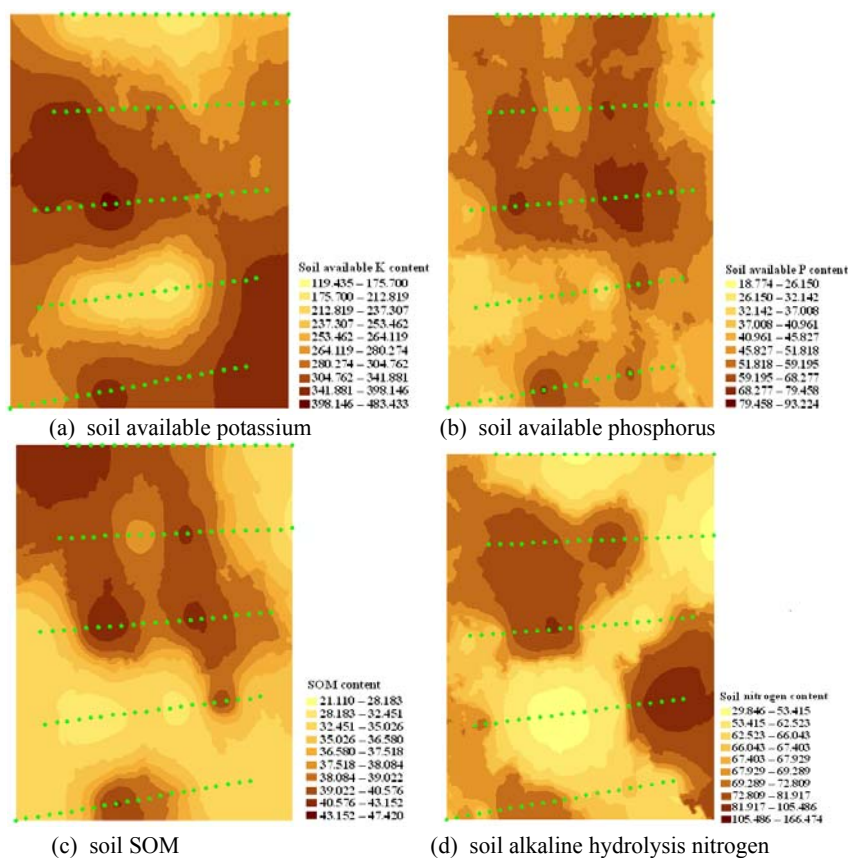 Soil available K content
119.435 – 175.700
175.700 – 212.819
212.819 – 237.307
237.307 – 253.462
253.462 – 264.119
264.119 – 280.274
280.274 – 304.762
304.762 – 341.881
341.881 – 398.146
398.146 – 483.433
(a) soil available potassium
Soil available P content
18.774 – 26.150
26.150 – 32.142
32.142 – 37.008
37.008 – 40.961
40.961 – 45.827
45.827 – 51.818
51.818 – 59.195
59.195 – 68.277
68.277 – 79.458
79.458 – 93.224
(b) soil available phosphorus
SOM content
21.110 – 28.183
28.183 – 32.451
32.451 – 35.026
35.026 – 36.580
36.580 – 37.518
37.518 – 38.084
38.084 – 39.022
39.022 – 40.576
40.576 – 43.152
43.152 – 47.420
(c) soil SOM
Soil nitrogen content
29.846 – 53.415
53.415 – 62.523
62.523 – 66.043
66.043 – 67.403
67.403 – 67.929
67.929 – 69.289
69.289 – 72.809
72.809 – 81.917
81.917 – 105.486
105.486 – 166.474
(d) soil alkaline hydrolysis nitrogen